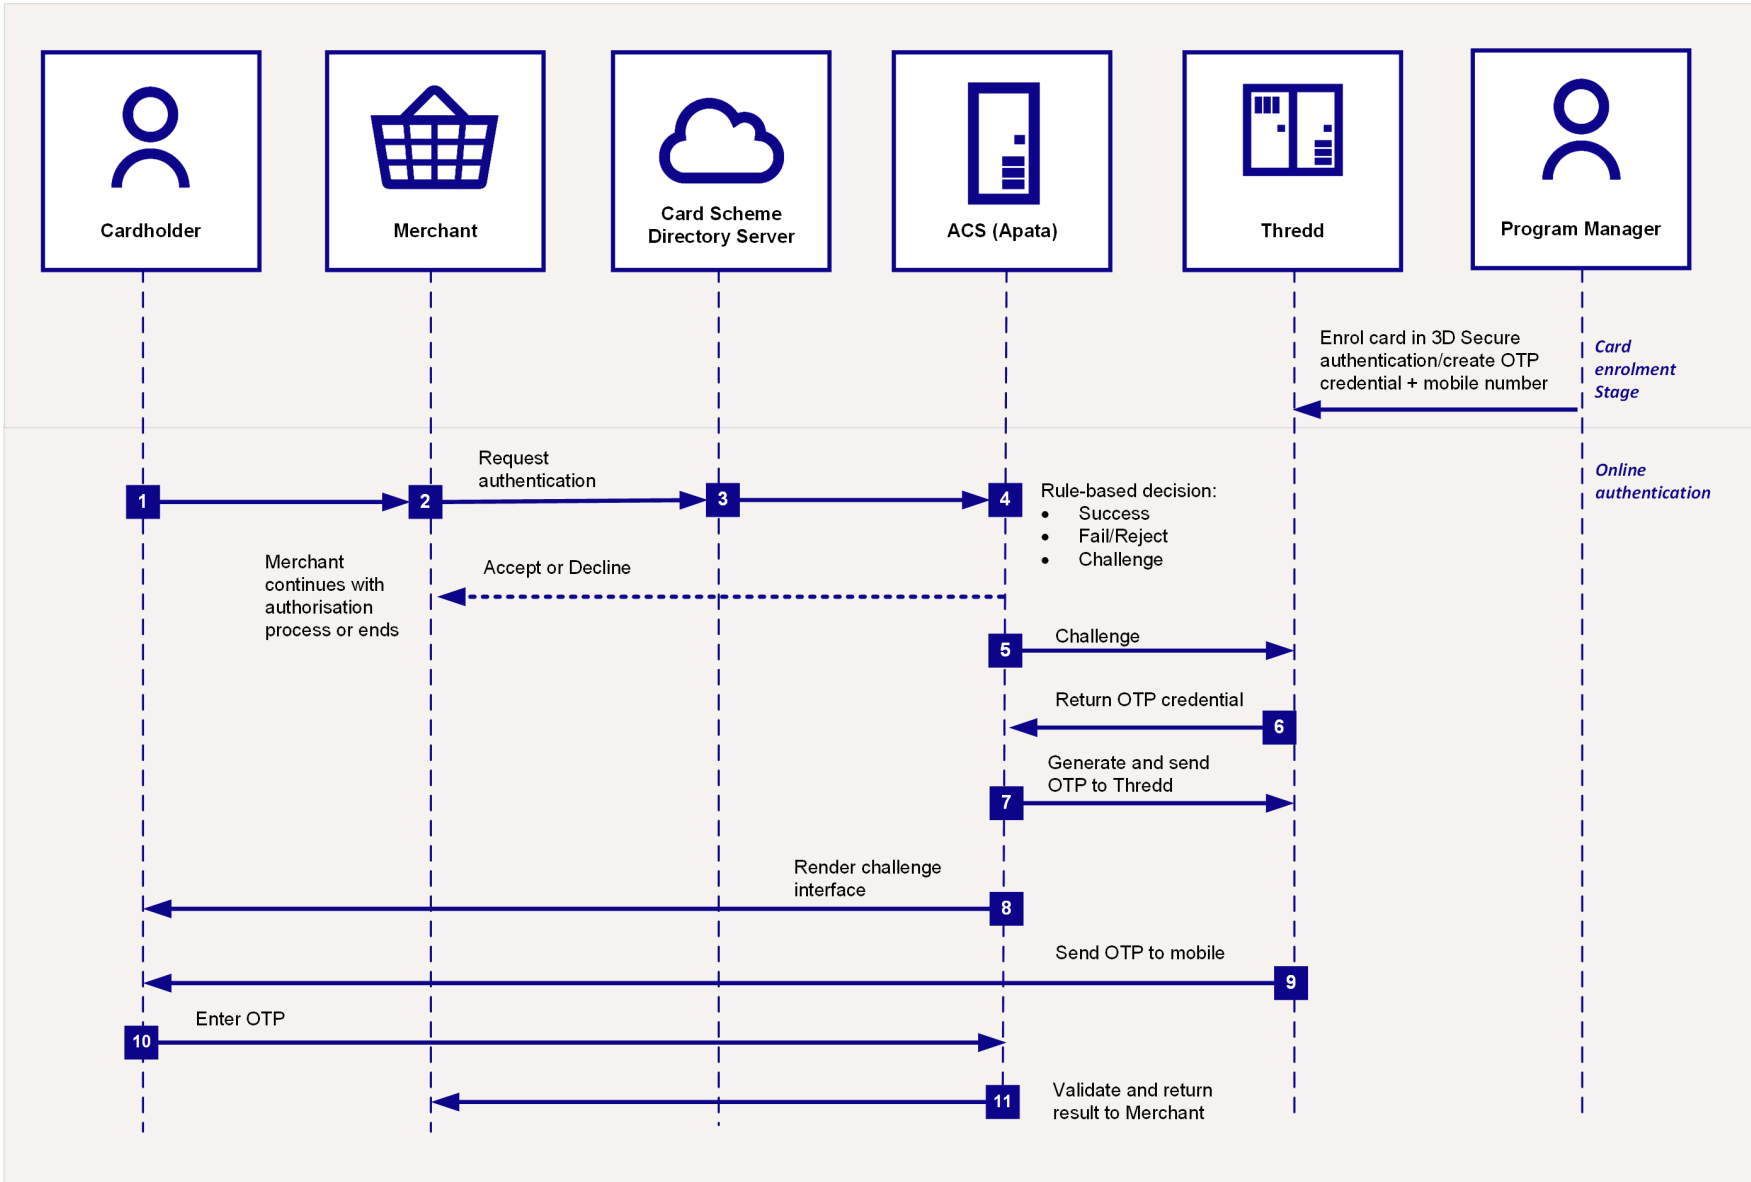 Cardholder
Merchant
Card Scheme
Directory Server
ACS (Apata)
Thredd
Program Manager
Enrol card in 3D Secure
authentication/create OTP
credential + mobile number
Card
enrolment
Stage
Online
authentication
1
2
Request
authentication
3
4
Rule-based decision:
• Success
• Fail/Reject
• Challenge
Merchant
continues with
authorisation
process or ends
Accept or Decline
5
Challenge
Return OTP credential
6
Generate and send
OTP to Thredd
7
Render challenge
interface
8
Send OTP to mobile
9
Enter OTP
10
11
Validate and return
result to Merchant